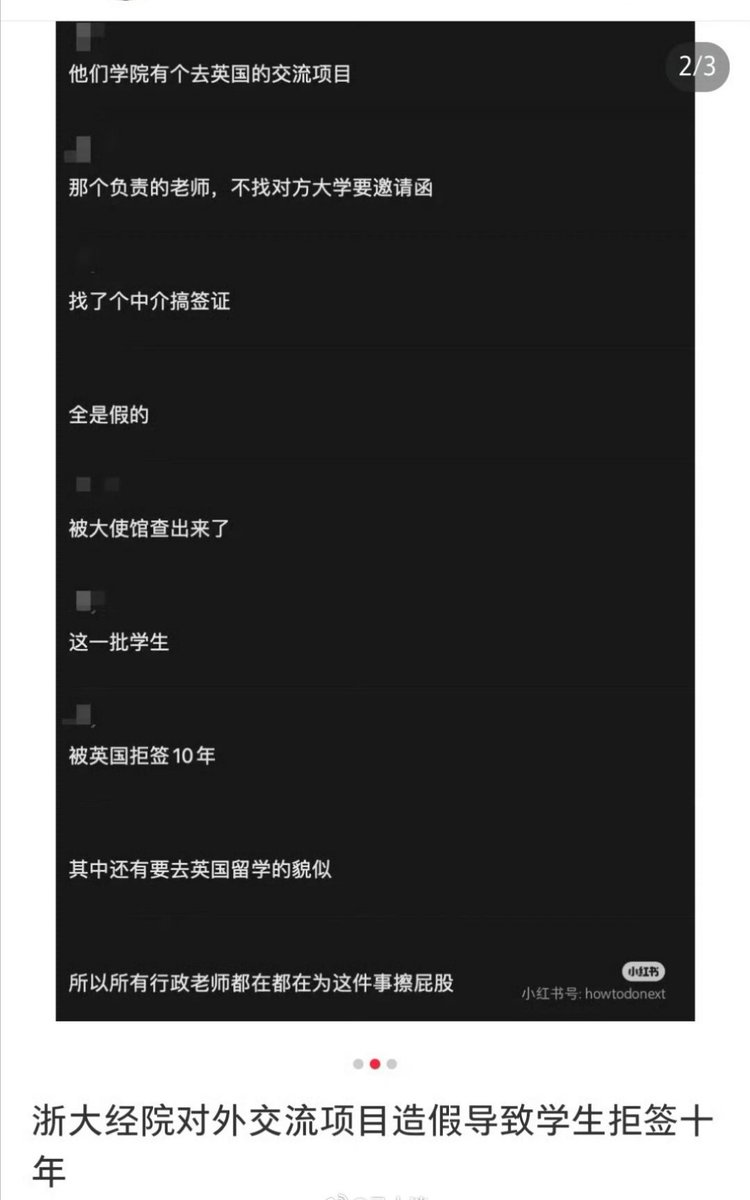 2/3
他们学院有个去英国的交流项目
那个负责的老师，不找对方大学要邀请函
找了个中介搞签证
全是假的
被大使馆查出来了
这一批学生
被英国拒签10年
其中还有要去英国留学的貌似
所以所有行政老师都在都在为这件事擦屁股
小红书
小红书号: howtodonext
浙大经院对外交流项目造假导致学生拒签十
年